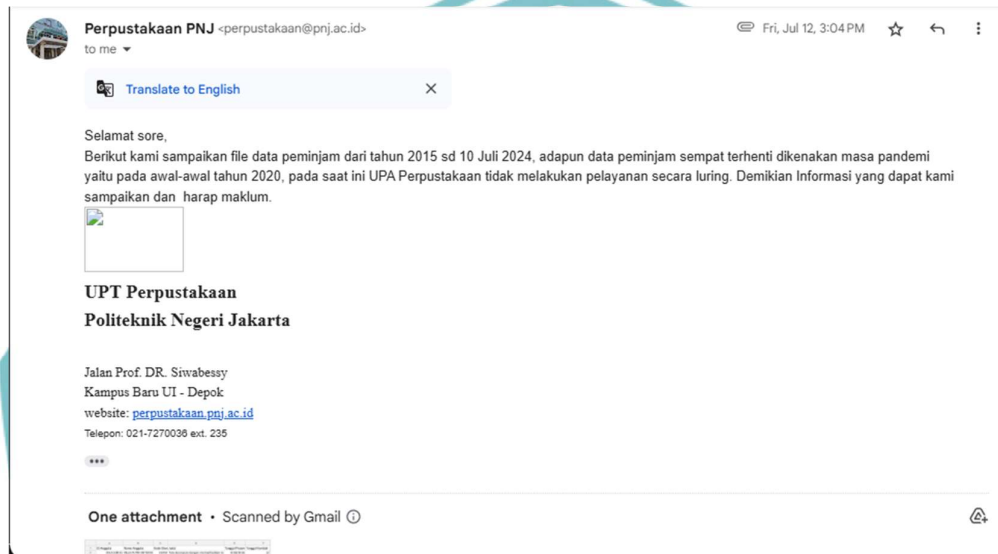 Perpustakaan PNJ <perpustakaan@pnj.ac.id>
Fri, Jul 12, 3:04 PM
to me
Translate to English
Selamat sore,
Berikut kami sampaikan file data peminjam dari tahun 2015 sd 10 Juli 2024, adapun data peminjam sempat terhenti dikenakan masa pandemi
yaitu pada awal-awal tahun 2020, pada saat ini UPA Perpustakaan tidak melakukan pelayanan secara luring. Demikian Informasi yang dapat kami
sampaikan dan harap maklum.
UPT Perpustakaan
Politeknik Negeri Jakarta
Jalan Prof. DR. Siwabessy
Kampus Baru UI - Depok
website: perpustakaan.pnj.ac.id
Telepon: 021-7270036 ext. 235
One attachment • Scanned by Gmail